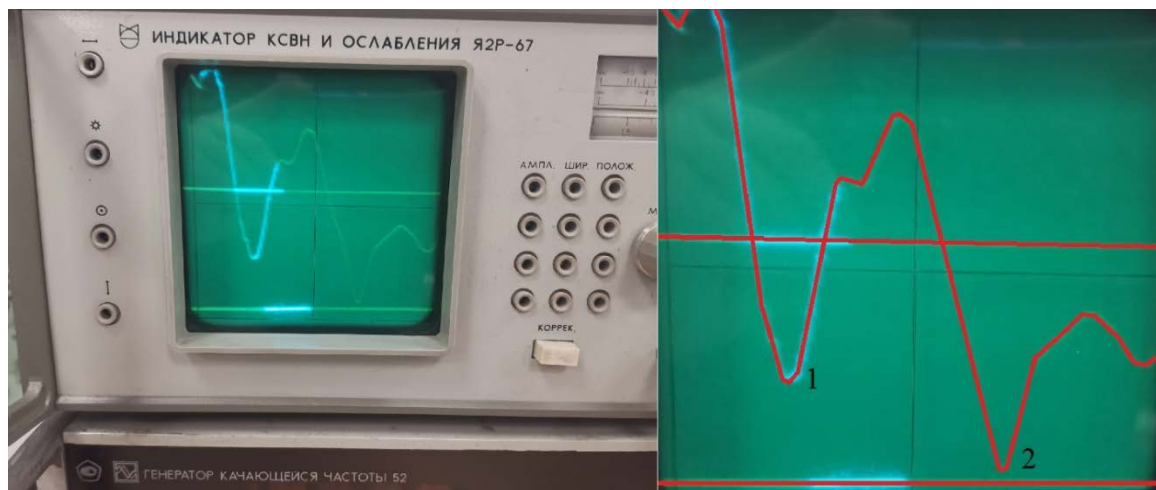 ИНДИКАТОР КСВН И ОСЛАБЛЕНИЯ Я2Р-67
АМПЛ. ШИР. ПОЛОЖ.
КОРРЕК.
ГЕНЕРАТОР КАЧАЮЩЕЙСЯ ЧАСТОТЫ 52
1
2